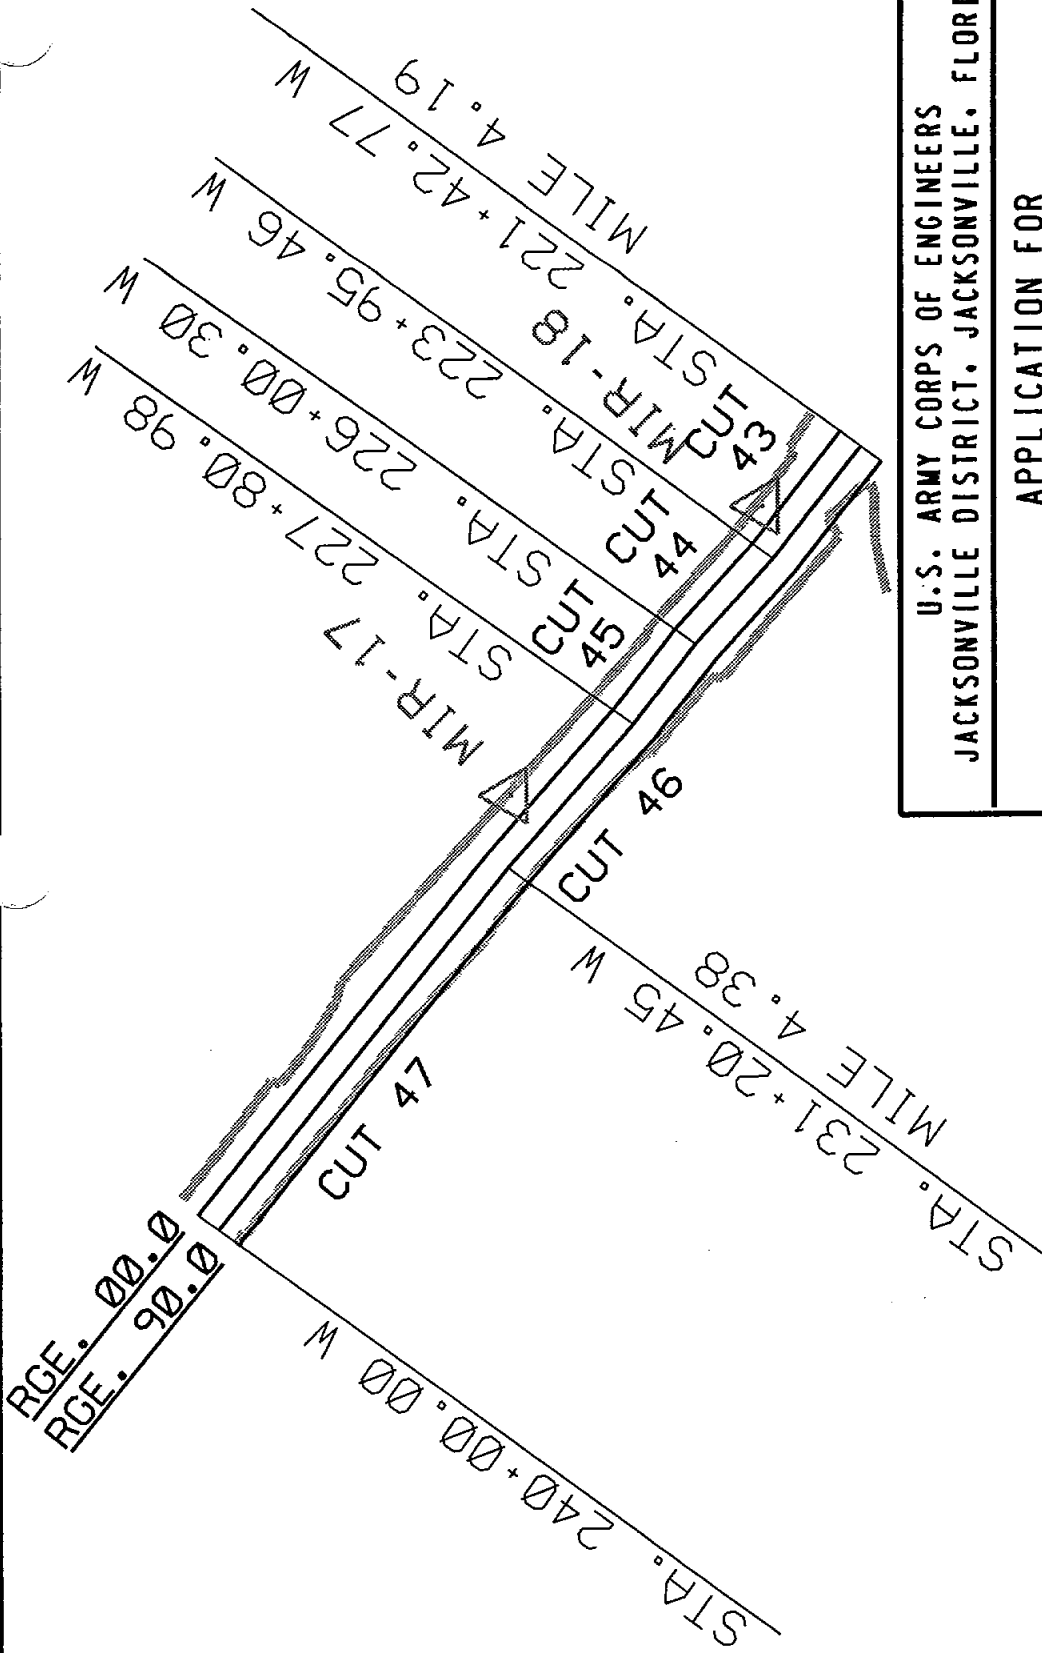 RGE. 00.0
RGE. 90.0
STA. 240+00.00 W
CUT 47
STA. 231+20.45 W
MILE 4.38
CUT 46
MIR-17
STA. 227+80.98 W
CUT
45
STA. 226+00.30 W
CUT
44
STA. 223+95.46 W
MIR-18
CUT
43
STA. 221+42.77 W
MILE 4.19
U.S. ARMY CORPS OF ENGINEERS
JACKSONVILLE DISTRICT, JACKSONVILLE, FLORI
APPLICATION FOR